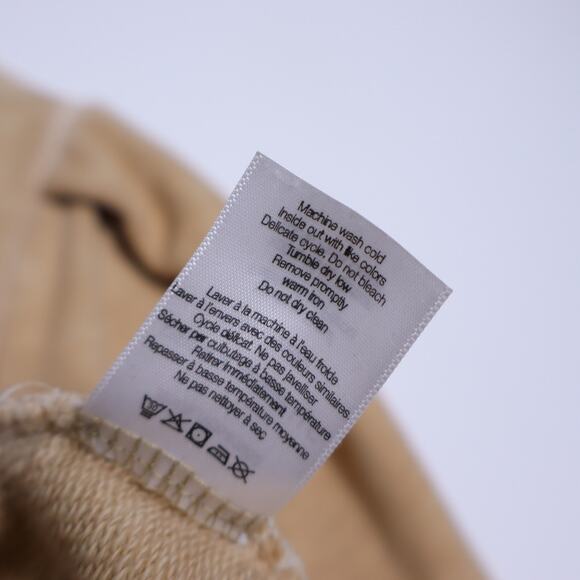 Machine wash cold
Inside out with like colors
Delicate cycle. Do not bleach
Tumble dry low
Remove promptly
warm iron
Do not dry clean
Laver à la machine à l'eau froide
Laver à l'envers avec des couleurs similaires.
Cycle délicat. Ne pas javelliser
Sécher par culbutage à basse température
Retirer immédiatement
Repasser à basse température moyenne
Ne pas nettoyer à sec